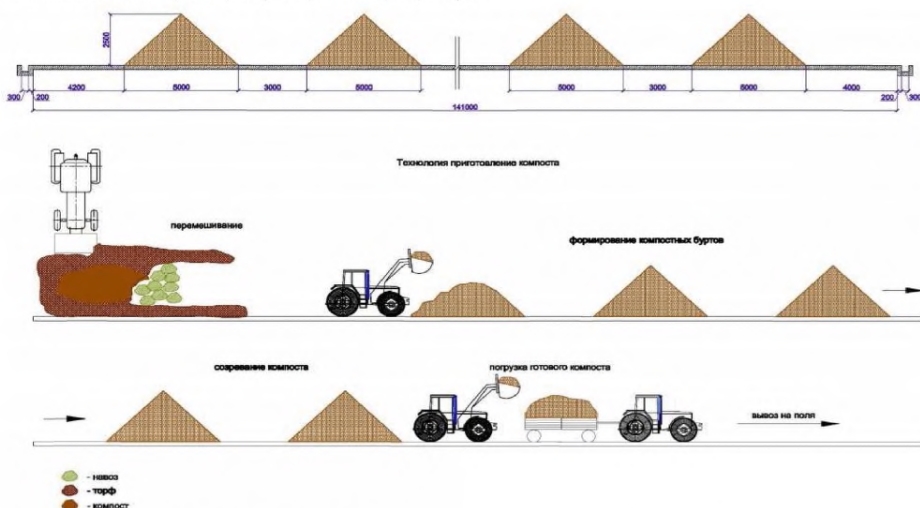 2500
300 200 4200 5000 3000 5000 5000 3000 5000 4000 200 300
141000
Технология приготовление компоста
перемешивание
формирование компостных буртов
созревание компоста
погрузка готового компоста
вывоз на поля
- навоз
- торф
- компост